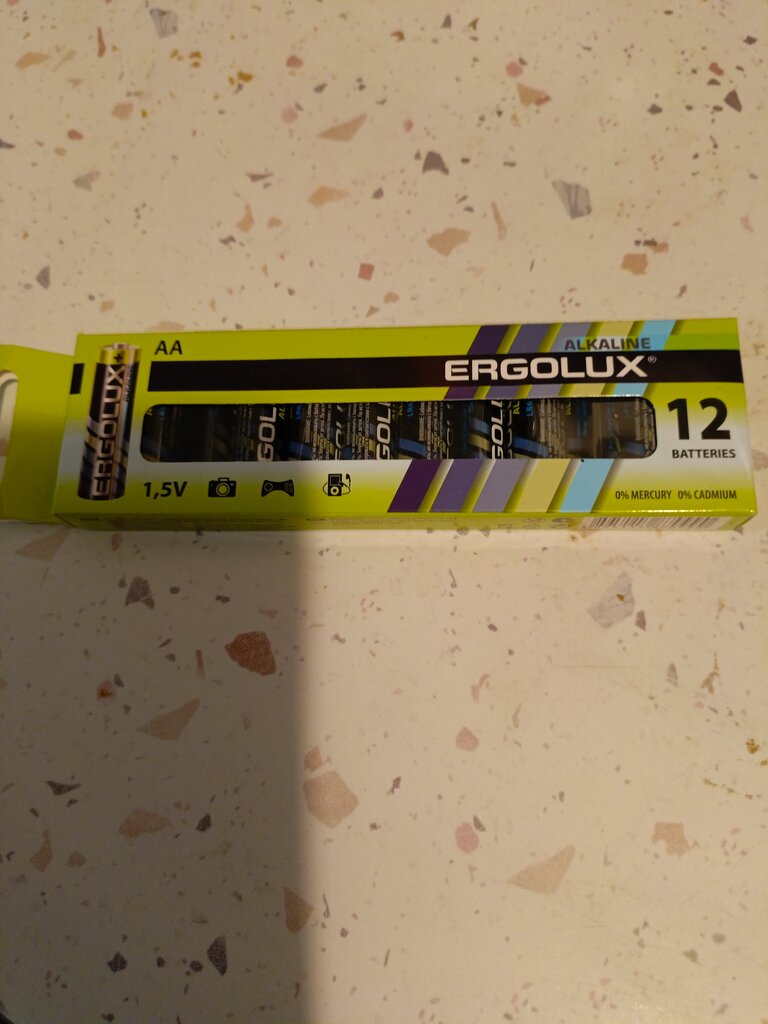 AA
ALKALINE
ERGOLUX®
ERGOLUX
12
BATTERIES
1,5V
0% MERCURY 0% CADMIUM